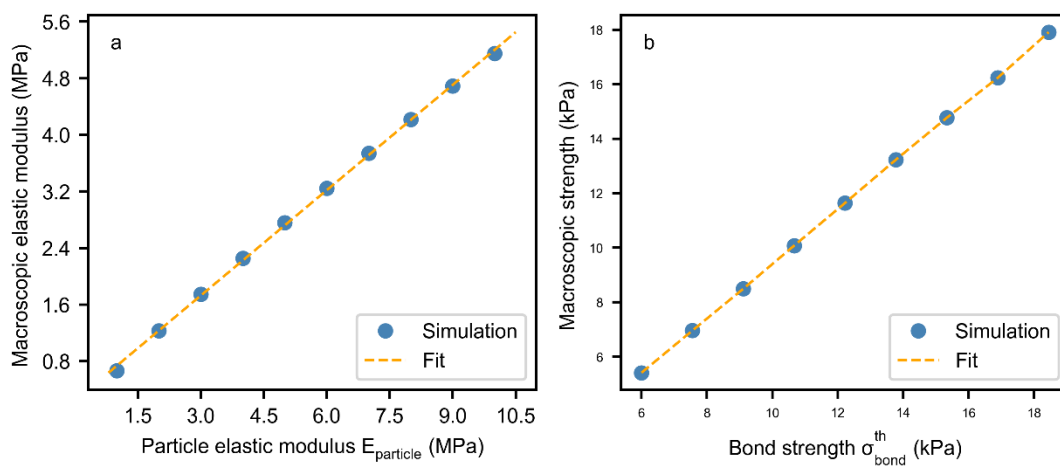 a
Macroscopic elastic modulus (MPa)
5.6
4.8
4.0
3.2
2.4
1.6
0.8
1.5 3.0 4.5 6.0 7.5 9.0 10.5
Particle elastic modulus E_particle (MPa)
Simulation
Fit
b
Macroscopic strength (kPa)
18
16
14
12
10
8
6
6 8 10 12 14 16 18
Bond strength σ_bond^th (kPa)
Simulation
Fit